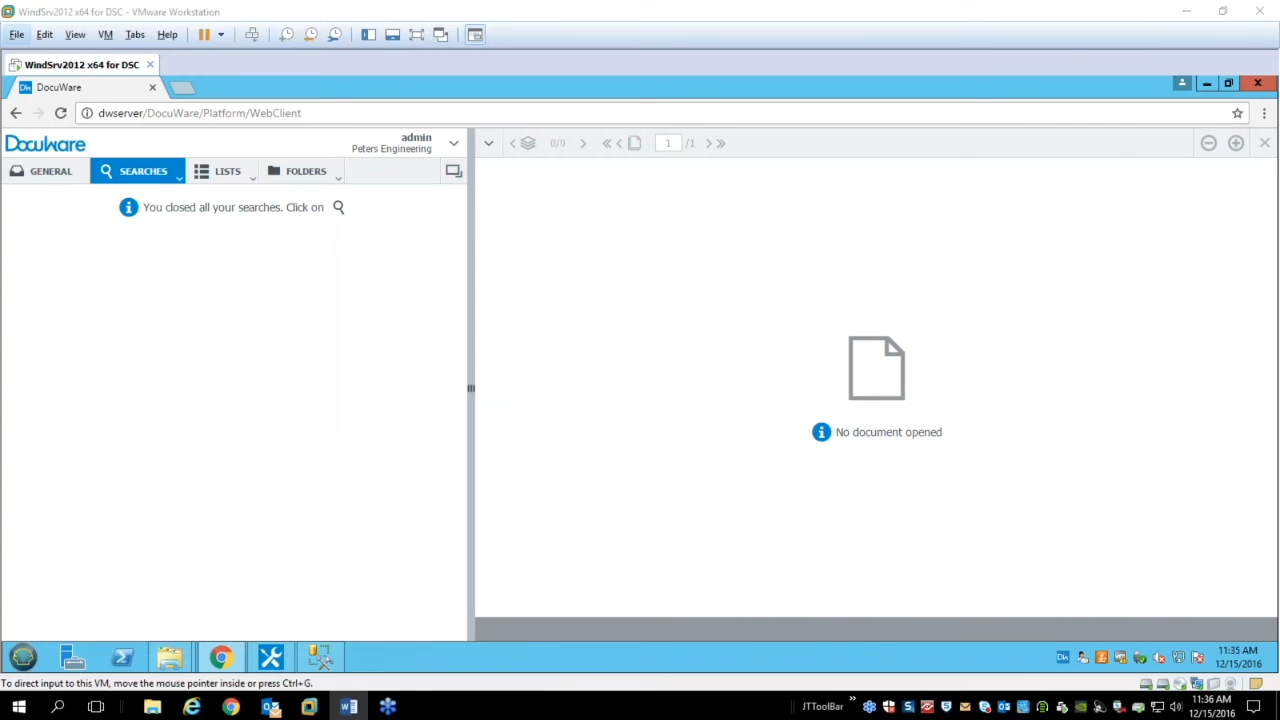 WindSrv2012 x64 for DSC - VMware Workstation
File Edit View VM Tabs Help
WindSrv2012 x64 for DSC
DW DocuWare
dwserver/DocuWare/Platform/WebClient
DocuWare
admin
Peters Engineering
0/0 1 /1
GENERAL SEARCHES LISTS FOLDERS
You closed all your searches. Click on
No document opened
11:35 AM
12/15/2016
To direct input to this VM, move the mouse pointer inside or press Ctrl+G.
JTToolBar
11:36 AM
12/15/2016